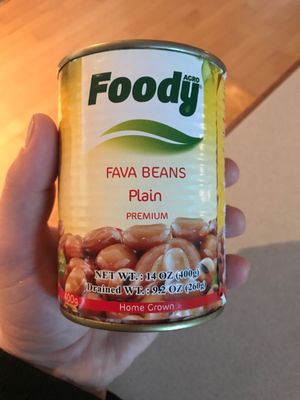 AGRO
Foody
FAVA BEANS
Plain
PREMIUM
NET WT. : 14 OZ (400g)
Drained WT. : 9.2 OZ (260g)
400g
Home Grown